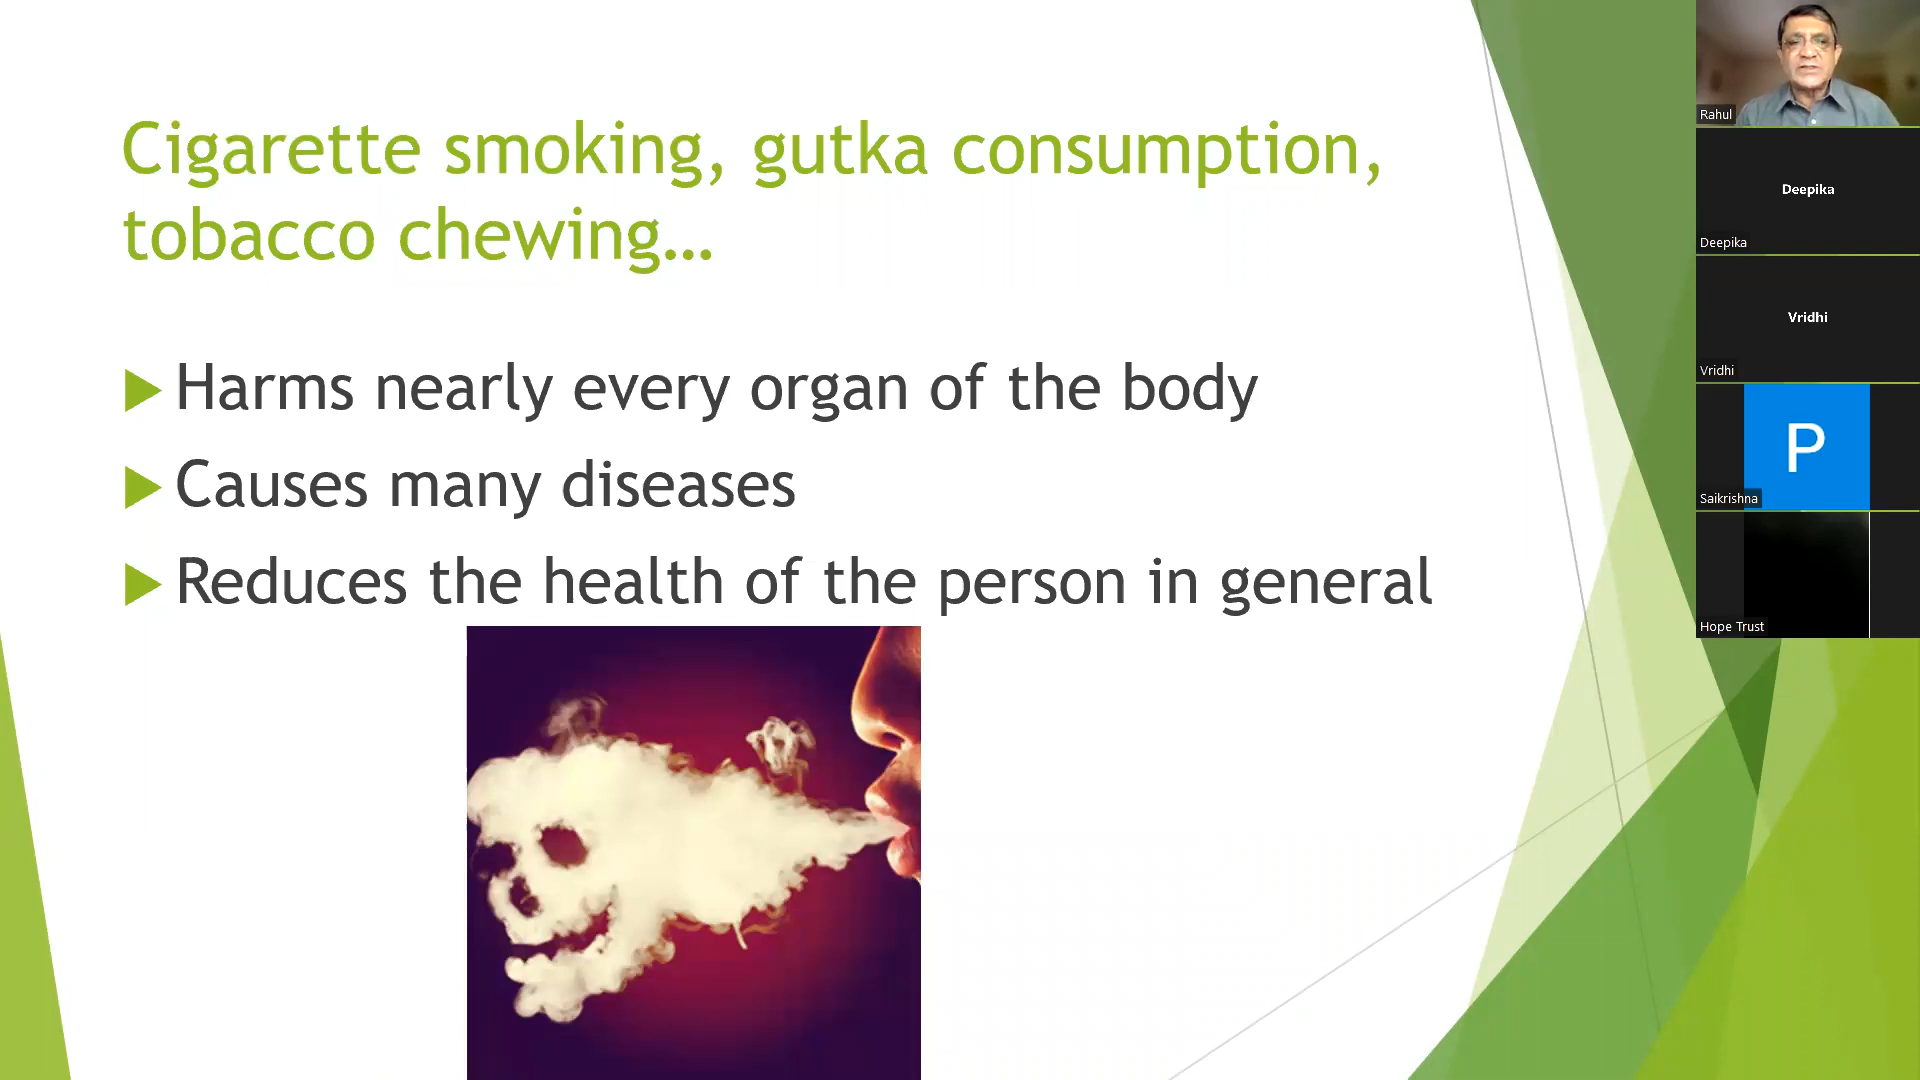 Cigarette smoking, gutka consumption,
tobacco chewing…
Harms nearly every organ of the body
Causes many diseases
Reduces the health of the person in general
Rahul
Deepika
Deepika
Vridhi
Vridhi
P
Saikrishna
Hope Trust